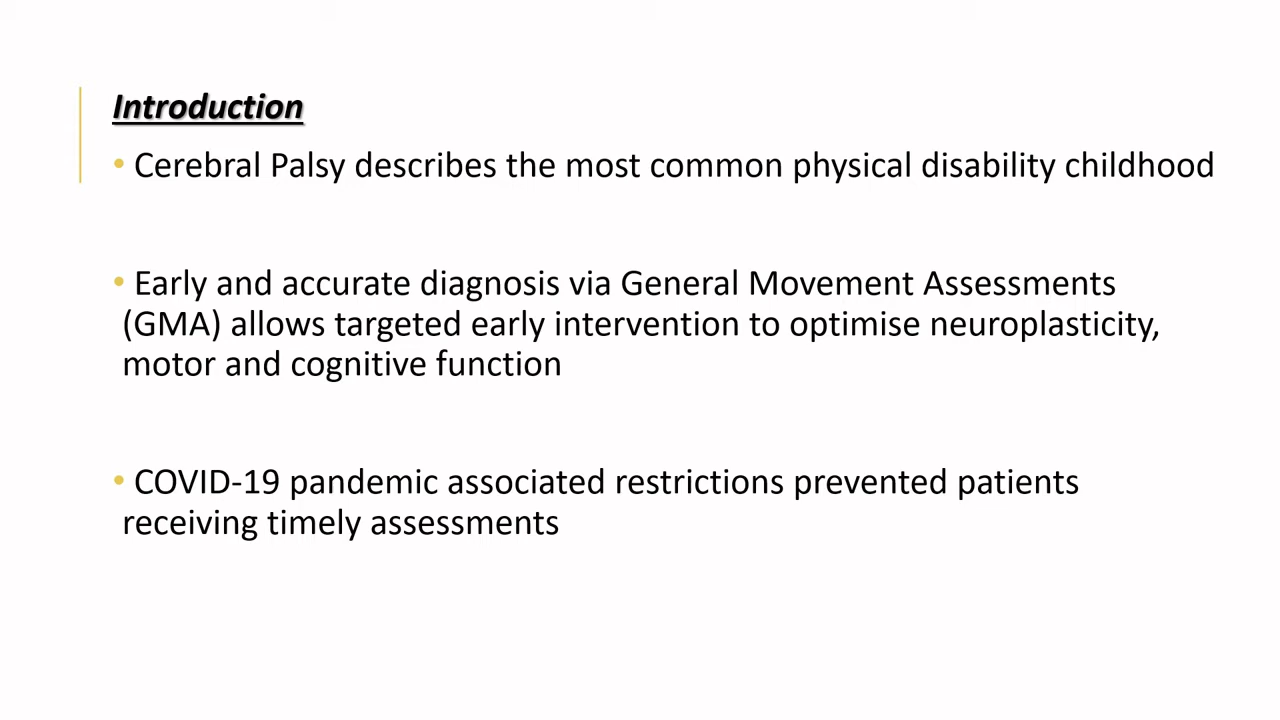 Introduction
• Cerebral Palsy describes the most common physical disability childhood
• Early and accurate diagnosis via General Movement Assessments
(GMA) allows targeted early intervention to optimise neuroplasticity,
motor and cognitive function
• COVID-19 pandemic associated restrictions prevented patients
receiving timely assessments